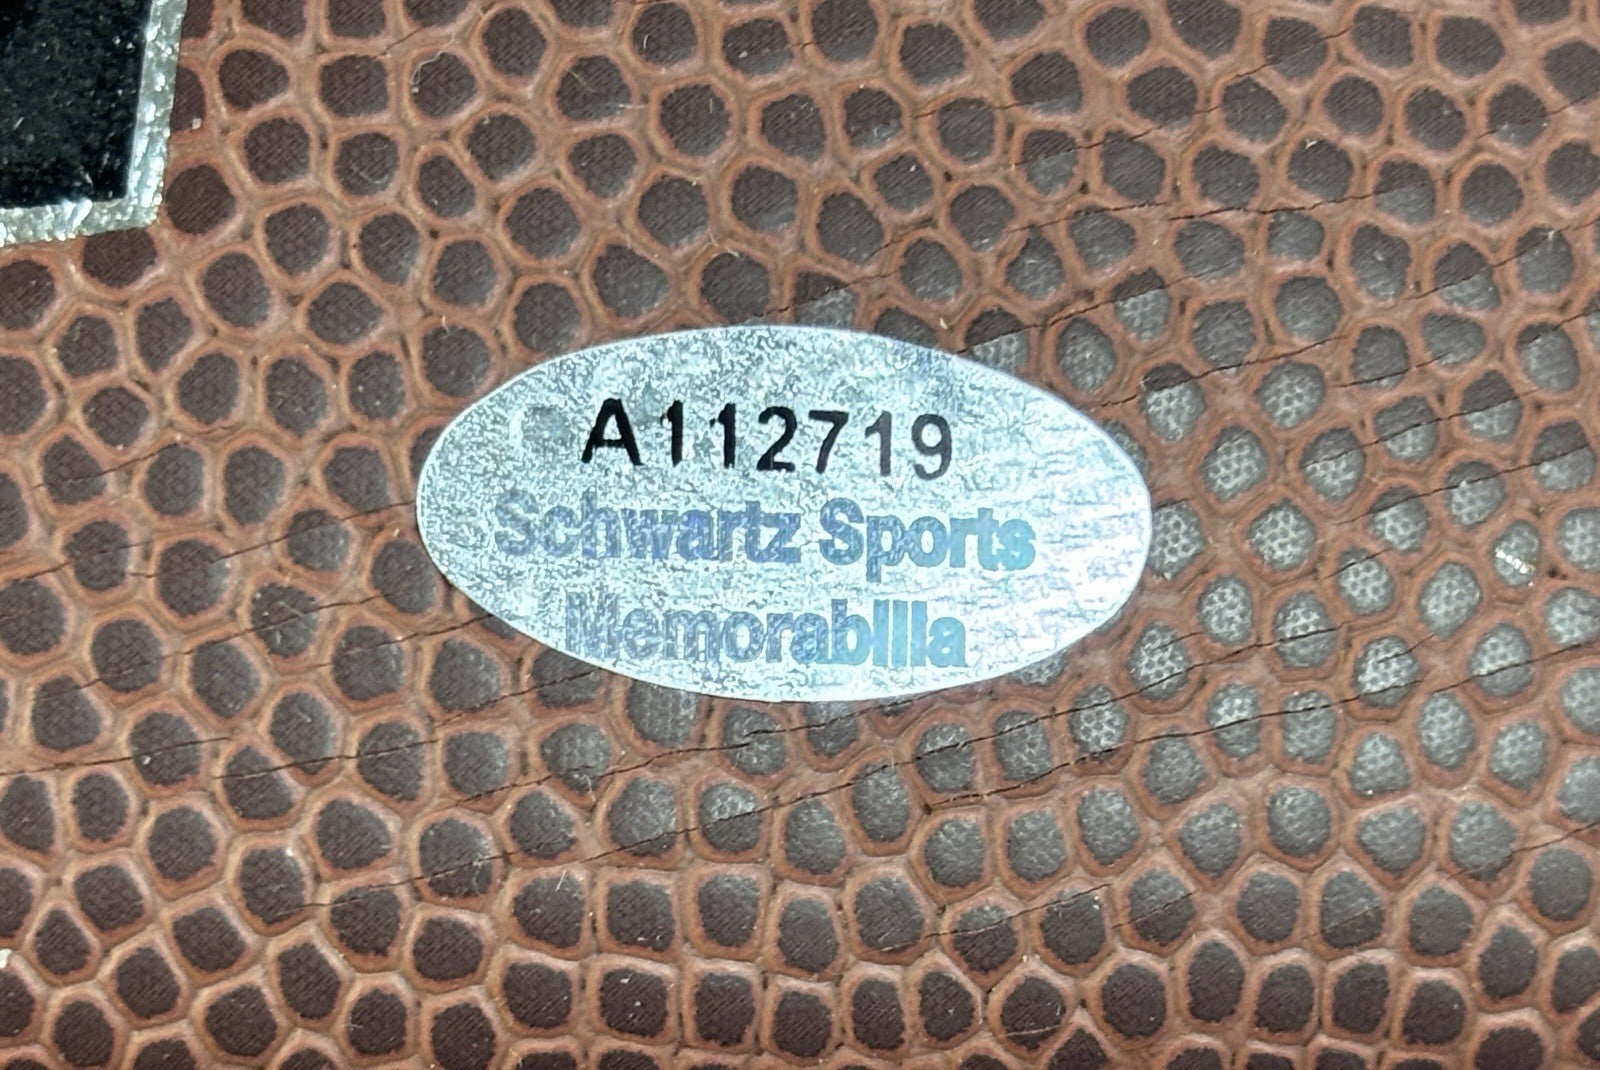 A112719
Schwartz Sports
Memorabilia